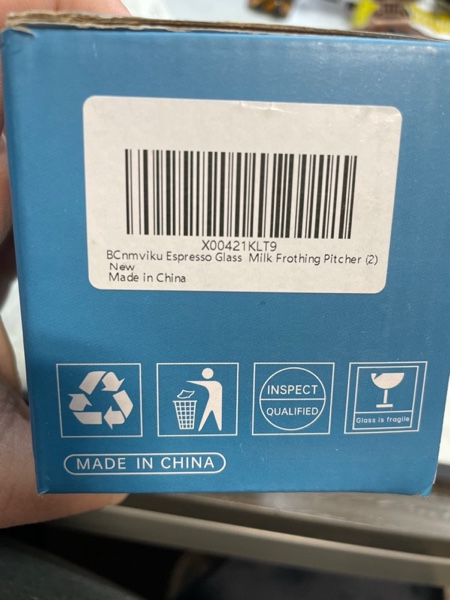 X00421KLT9
BCnmviku Espresso Glass Milk Frothing Pitcher (2)
New
Made in China
INSPECT
QUALIFIED
Glass is fragile
MADE IN CHINA